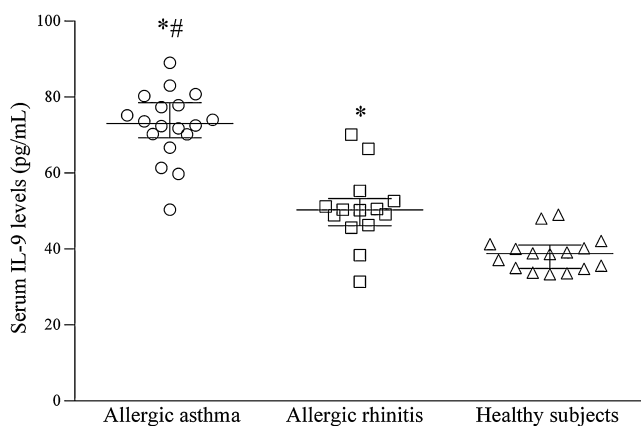 100
*#
80
*
60
40
20
0
Serum IL-9 levels (pg/mL)
Allergic asthma
Allergic rhinitis
Healthy subjects